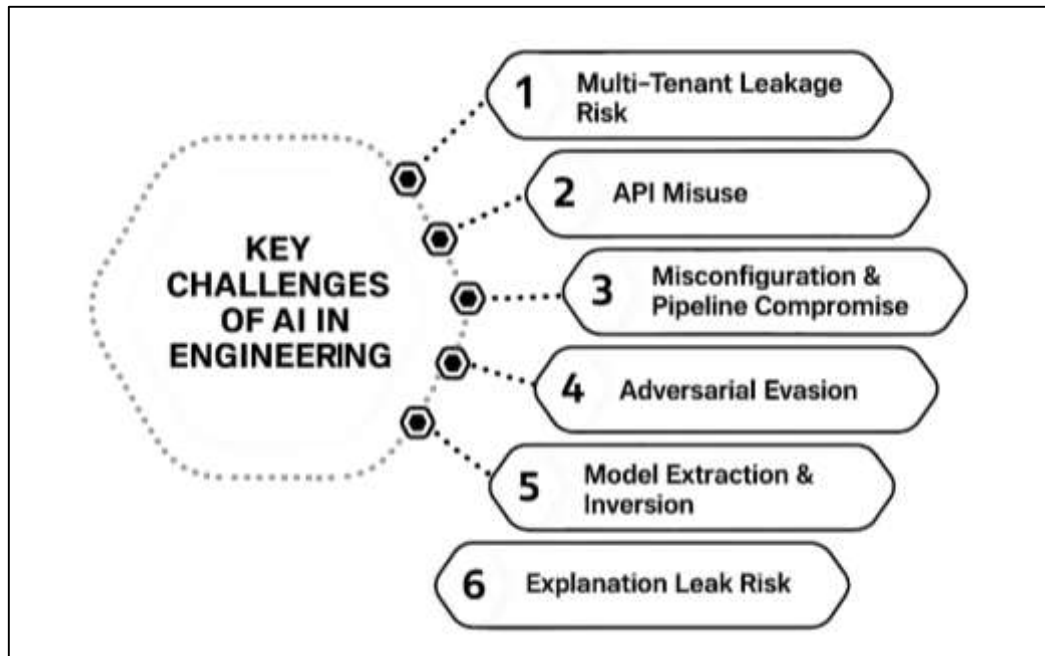 KEY
CHALLENGES
OF AI IN
ENGINEERING
1
Multi-Tenant Leakage
Risk
2
API Misuse
3
Misconfiguration &
Pipeline Compromise
4
Adversarial Evasion
5
Model Extraction &
Inversion
6
Explanation Leak Risk